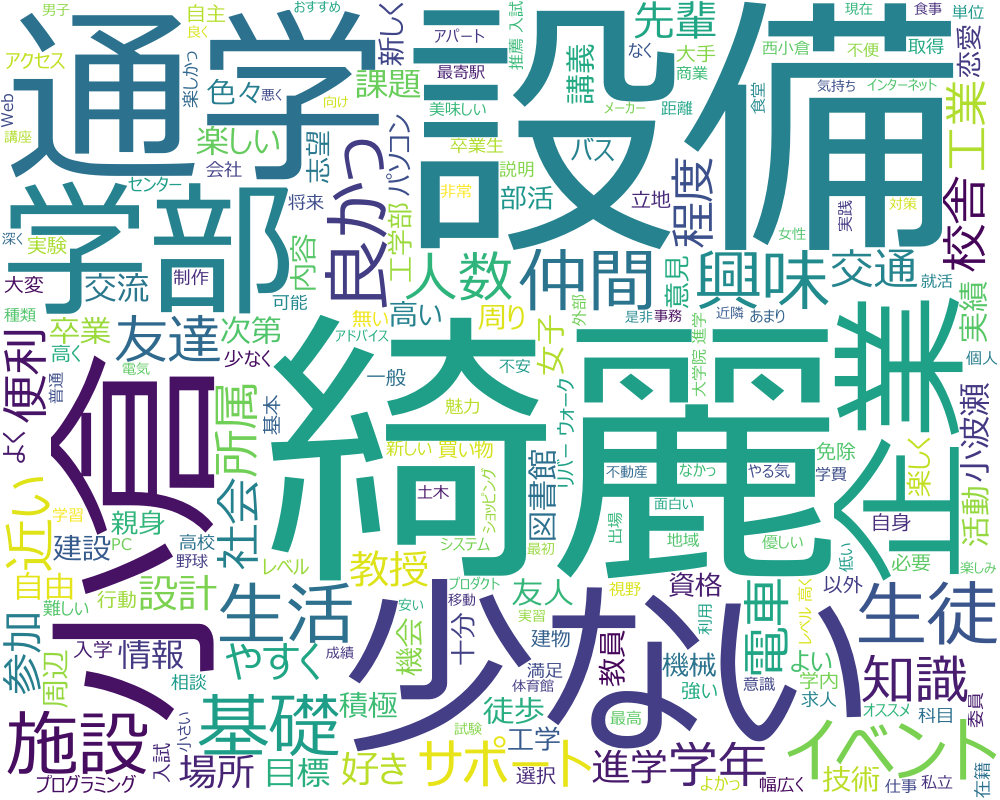 男子
自主
おすすめ
良く
新しく
アパート
推薦
入試
先輩
なく
大手
現在
食事
単位
恋愛
アクセス
楽しかっ
悪く
向け
色々
課題
最寄駅
講義
商業
西小倉
不便
取得
通学
設備
Web
講座
楽しい
会社
志望
パソコン
美味しい
メーカー
距離
食堂
気持ち
インターネット
工業
卒業生
バス
センター
将来
説明
非常
部活
立地
程度
女性
実践
対策
校舎
学部
良かっ
工学部
深く
実験
交流
制作
内容
可能
大変
人数
仲間
意見
興味
交通
就活
実績
種類
卒業
友達
次第
無い
高い
周り
女子
外部
是非
事務
近隣
あまり
アドバイス
進学
大学院
個人
便利
高く
電気
少なく
不安
一般
普通
所属
基本
魅力
ウォーク
リバー
企業
小波瀬
よく
綺麗
新しい
買い物
図書館
不動産
なかっ
やる気
免除
学費
楽しく
小倉
近い
社会
土木
ショッピング
面白い
学習
PC
親身
自身
活動
建設
高校
野球
レベル
システム
最初
出場
地域
優しい
低い
必要
楽しみ
自由
行動
設計
教授
プロダクト
移動
友人
視野
資格
以外
レベル
高く
難しい
生活
安い
実習
利用
生徒
参加
入学
情報
やすく
成績
機会
十分
建物
教員
機械
電車
よい
周辺
相談
満足
体育館
強い
意識
学内
求人
知識
少ない
オススメ
科目
委員
施設
小さい
基礎
積極
試験
徒歩
最高
イベント
入試
場所
目標
好き
サポート
工学
選択
進学
学年
よかっ
幅広く
技術
仕事
私立
在籍
プログラミング